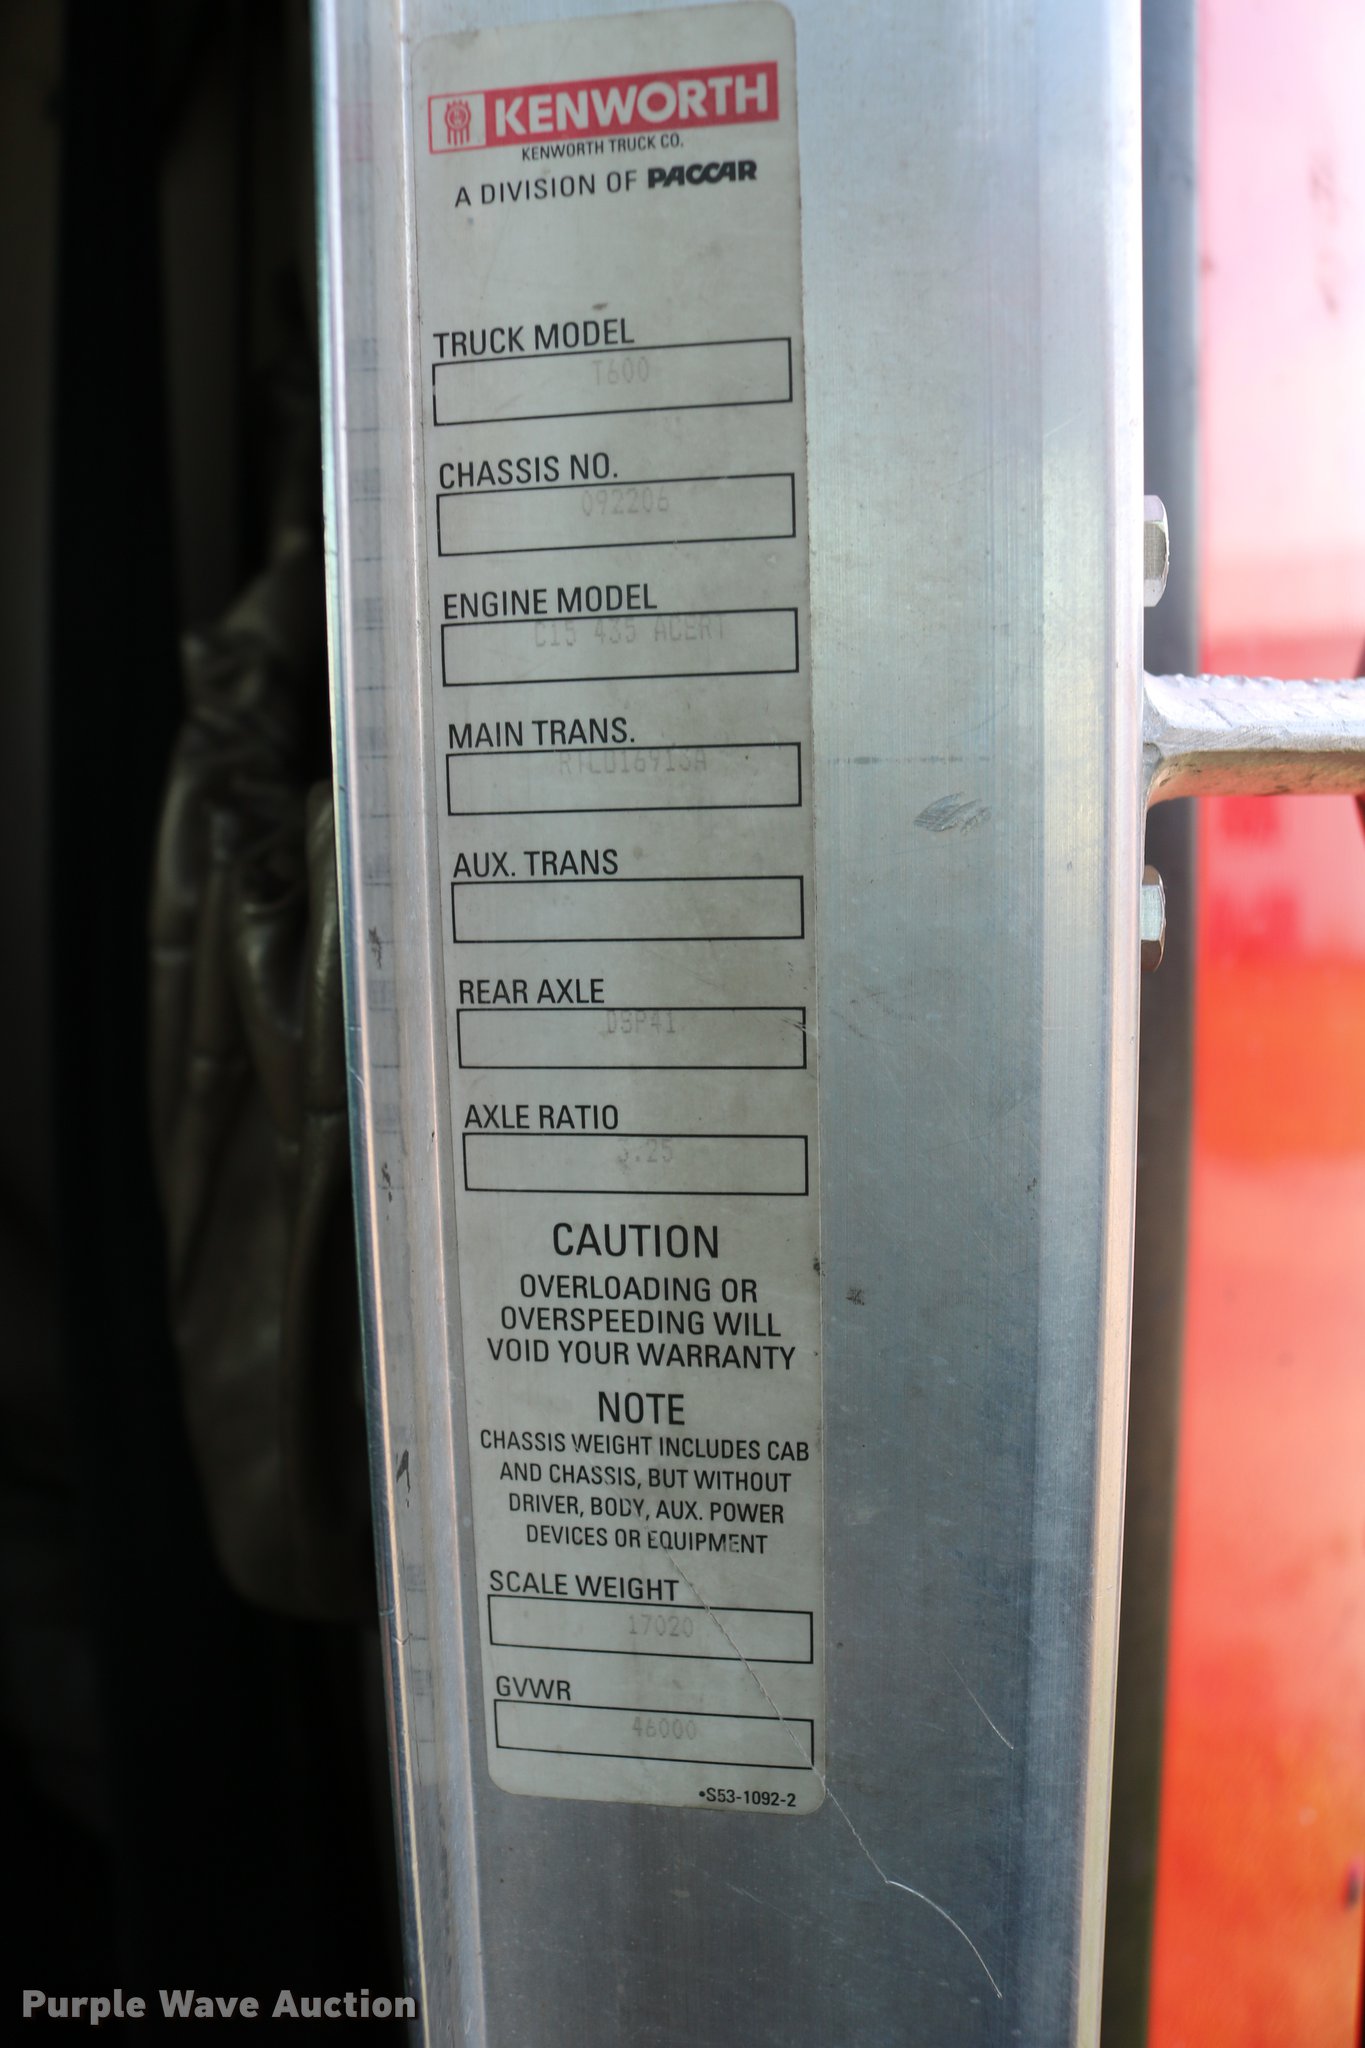 KENWORTH
KENWORTH TRUCK CO.
A DIVISION OF PACCAR
TRUCK MODEL
T600
CHASSIS NO.
092206
ENGINE MODEL
C15 435 ACERT
MAIN TRANS.
AUX. TRANS
REAR AXLE
DSP41
AXLE RATIO
3.25
CAUTION
OVERLOADING OR
OVERSPEEDING WILL
VOID YOUR WARRANTY
NOTE
CHASSIS WEIGHT INCLUDES CAB
AND CHASSIS, BUT WITHOUT
DRIVER, BODY, AUX. POWER
DEVICES OR EQUIPMENT
SCALE WEIGHT
17020
GVWR
46000
•S53-1092-2
Purple Wave Auction